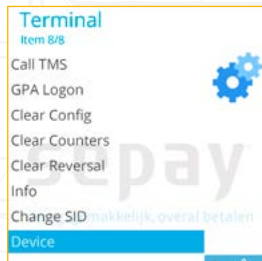 Terminal
Item 8/8
Call TMS
GPA Logon
Clear Config
Clear Counters
Clear Reversal
Info
sepay
Change SID
makkelijk, overal betalen
Device